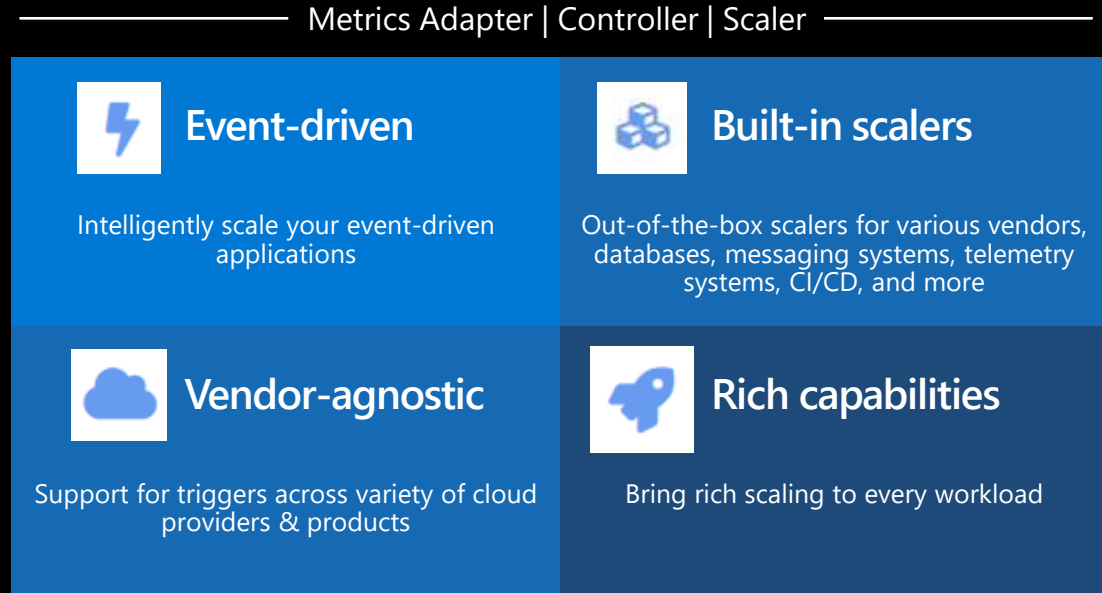 Metrics Adapter | Controller | Scaler
Event-driven
Intelligently scale your event-driven
applications
Built-in scalers
Out-of-the-box scalers for various vendors,
databases, messaging systems, telemetry
systems, CI/CD, and more
Vendor-agnostic
Support for triggers across variety of cloud
providers & products
Rich capabilities
Bring rich scaling to every workload